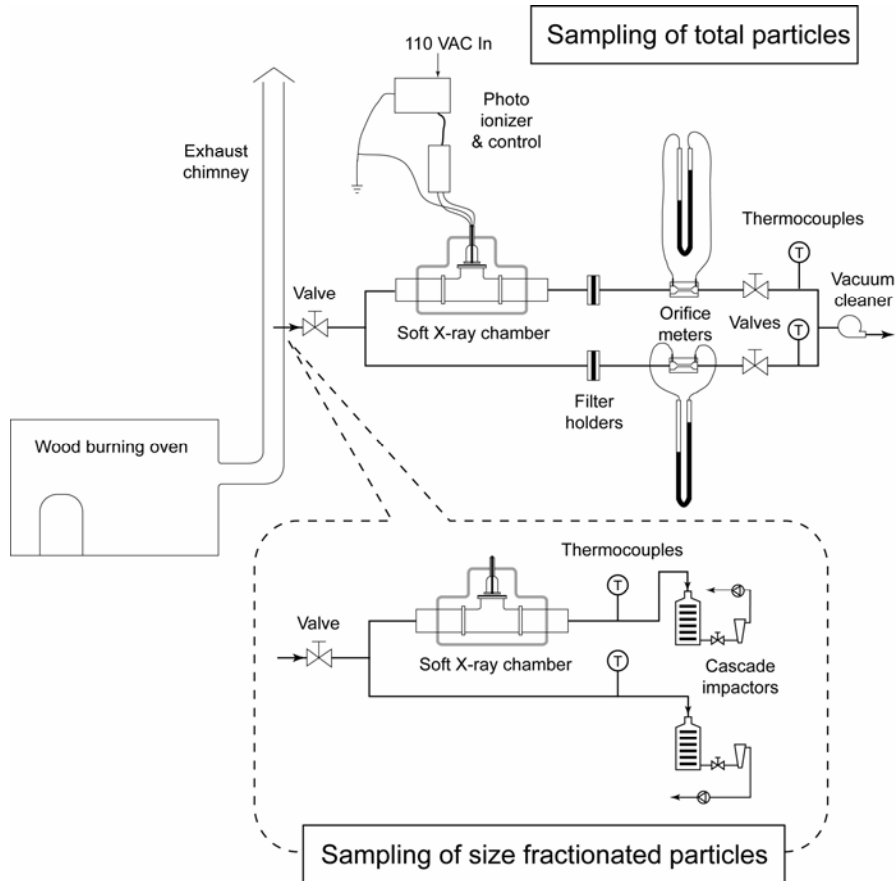 Sampling of total particles
110 VAC In
Photo
ionizer
& control
Exhaust
chimney
Thermocouples
T
Vacuum
cleaner
Valve
Soft X-ray chamber
Orifice
meters
Valves
T
Filter
holders
Wood burning oven
Thermocouples
T
Valve
Soft X-ray chamber
T
Cascade
impactors
Sampling of size fractionated particles